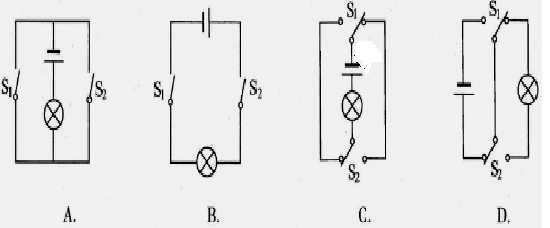 S₁ S₂
A.
S₁ S₂
B.
S₁
S₂
C.
S₁
S₂
D.